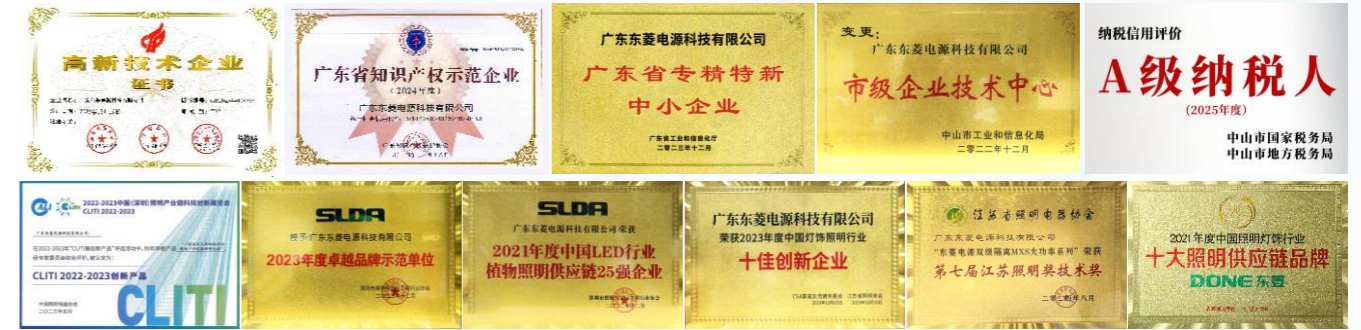 高新技术企业
证书
广东省知识产权示范企业
（2024年度）
广东东菱电源科技有限公司
广东东菱电源科技有限公司
广东省专精特新
中小企业
广东省工业和信息化厅
二零二三年十二月
变更：
广东东菱电源科技有限公司
市级企业技术中心
中山市工业和信息化局
二零二二年十二月
纳税信用评价
A级纳税人
(2025年度)
中山市国家税务局
中山市地方税务局
2022-2023中国(深圳)照明产业链科技创新展览会
CLITI 2022-2023
CLITI 2022-2023创新产品
CLITI
SLDA
授予广东东菱电源科技有限公司
2023年度卓越品牌示范单位
SLDA
广东东菱电源科技有限公司荣获
2021年度中国LED行业
植物照明供应链25强企业
广东东菱电源科技有限公司
荣获2023年度中国灯饰照明行业
十佳创新企业
江苏省照明电器协会
广东东菱电源科技有限公司
"东菱电源双级隔离MXS大功率系列"荣获
第七届江苏照明奖技术奖
2021年度中国照明灯饰行业
十大照明供应链品牌
DONE东菱